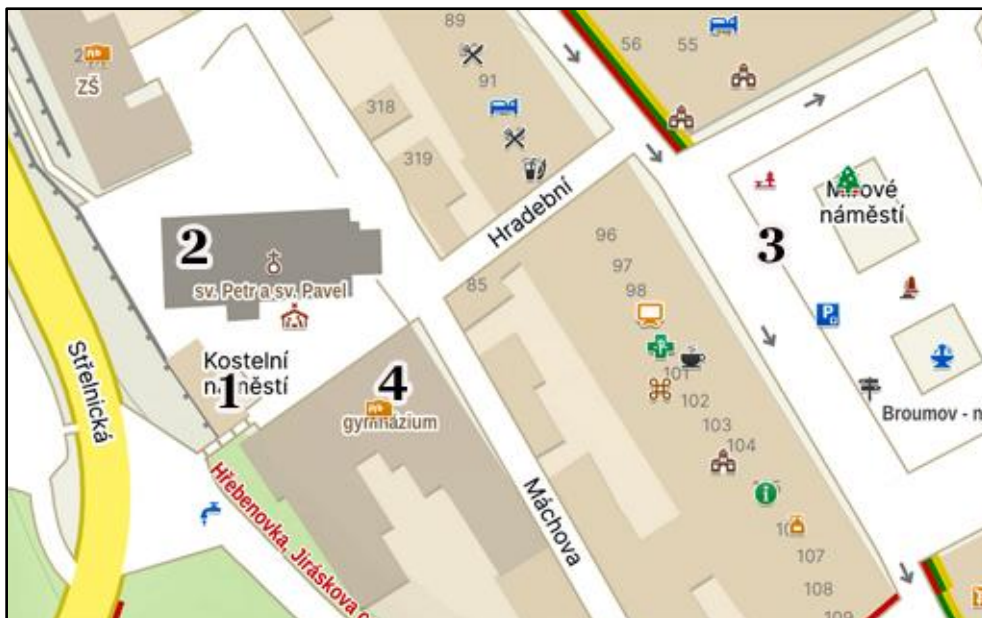 89
56
55
ZŠ
91
318
319
Hradební
Mírové
náměstí
2
3
96
97
98
85
sv. Petr a sv. Pavel
Střelnická
Kostelní
náměstí
1
4
gymnázium
101
102
103
104
Broumov - n
Hřebenovka, Jiráskova c
Máchova
107
108
109